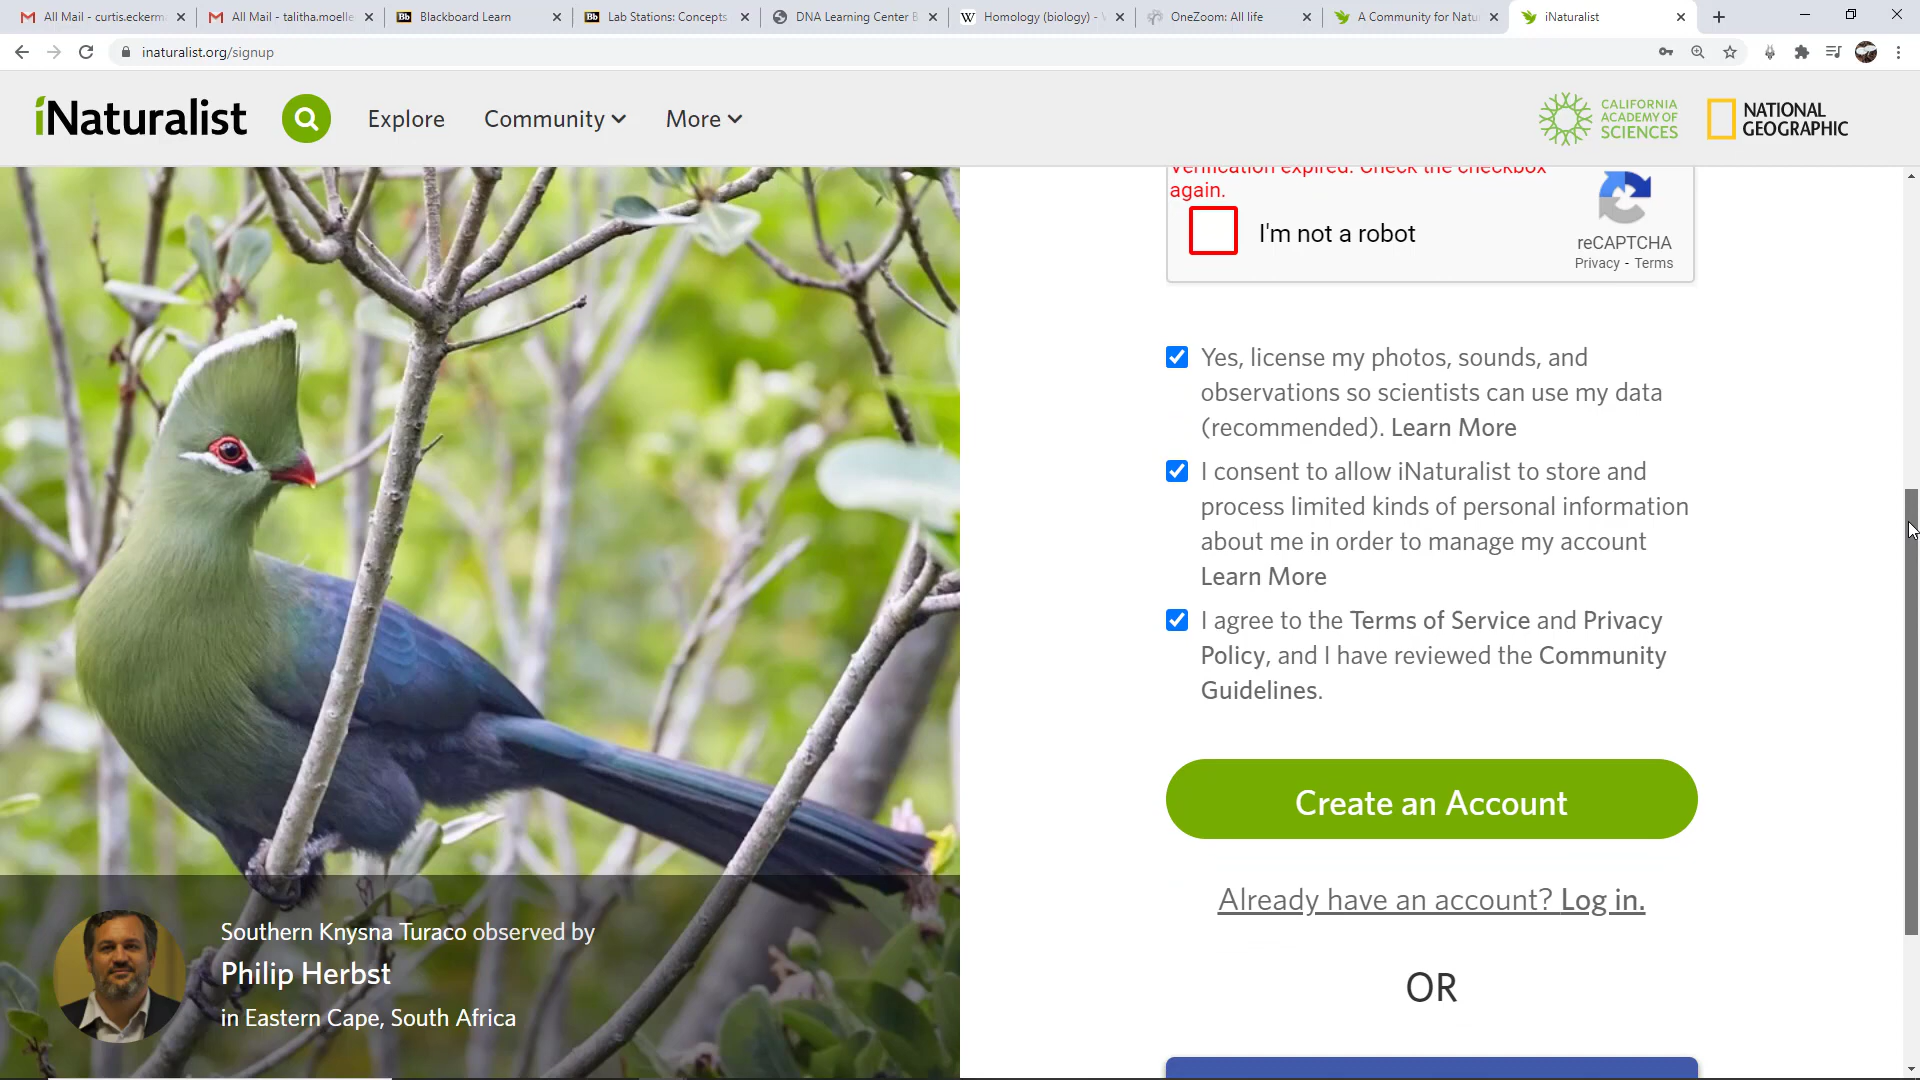 All Mail - curtis.eckerm
All Mail - talitha.moelle
Blackboard Learn
Lab Stations: Concepts
DNA Learning Center B
Homology (biology) -
OneZoom: All life
A Community for Natu
iNaturalist
inaturalist.org/signup
iNaturalist
Explore
Community
More
CALIFORNIA
ACADEMY OF
SCIENCES
NATIONAL
GEOGRAPHIC
Verification expired. Check the checkbox
again.
I'm not a robot
reCAPTCHA
Privacy - Terms
Yes, license my photos, sounds, and
observations so scientists can use my data
(recommended). Learn More
I consent to allow iNaturalist to store and
process limited kinds of personal information
about me in order to manage my account
Learn More
I agree to the Terms of Service and Privacy
Policy, and I have reviewed the Community
Guidelines.
Create an Account
Already have an account? Log in.
OR
Southern Knysna Turaco observed by
Philip Herbst
in Eastern Cape, South Africa